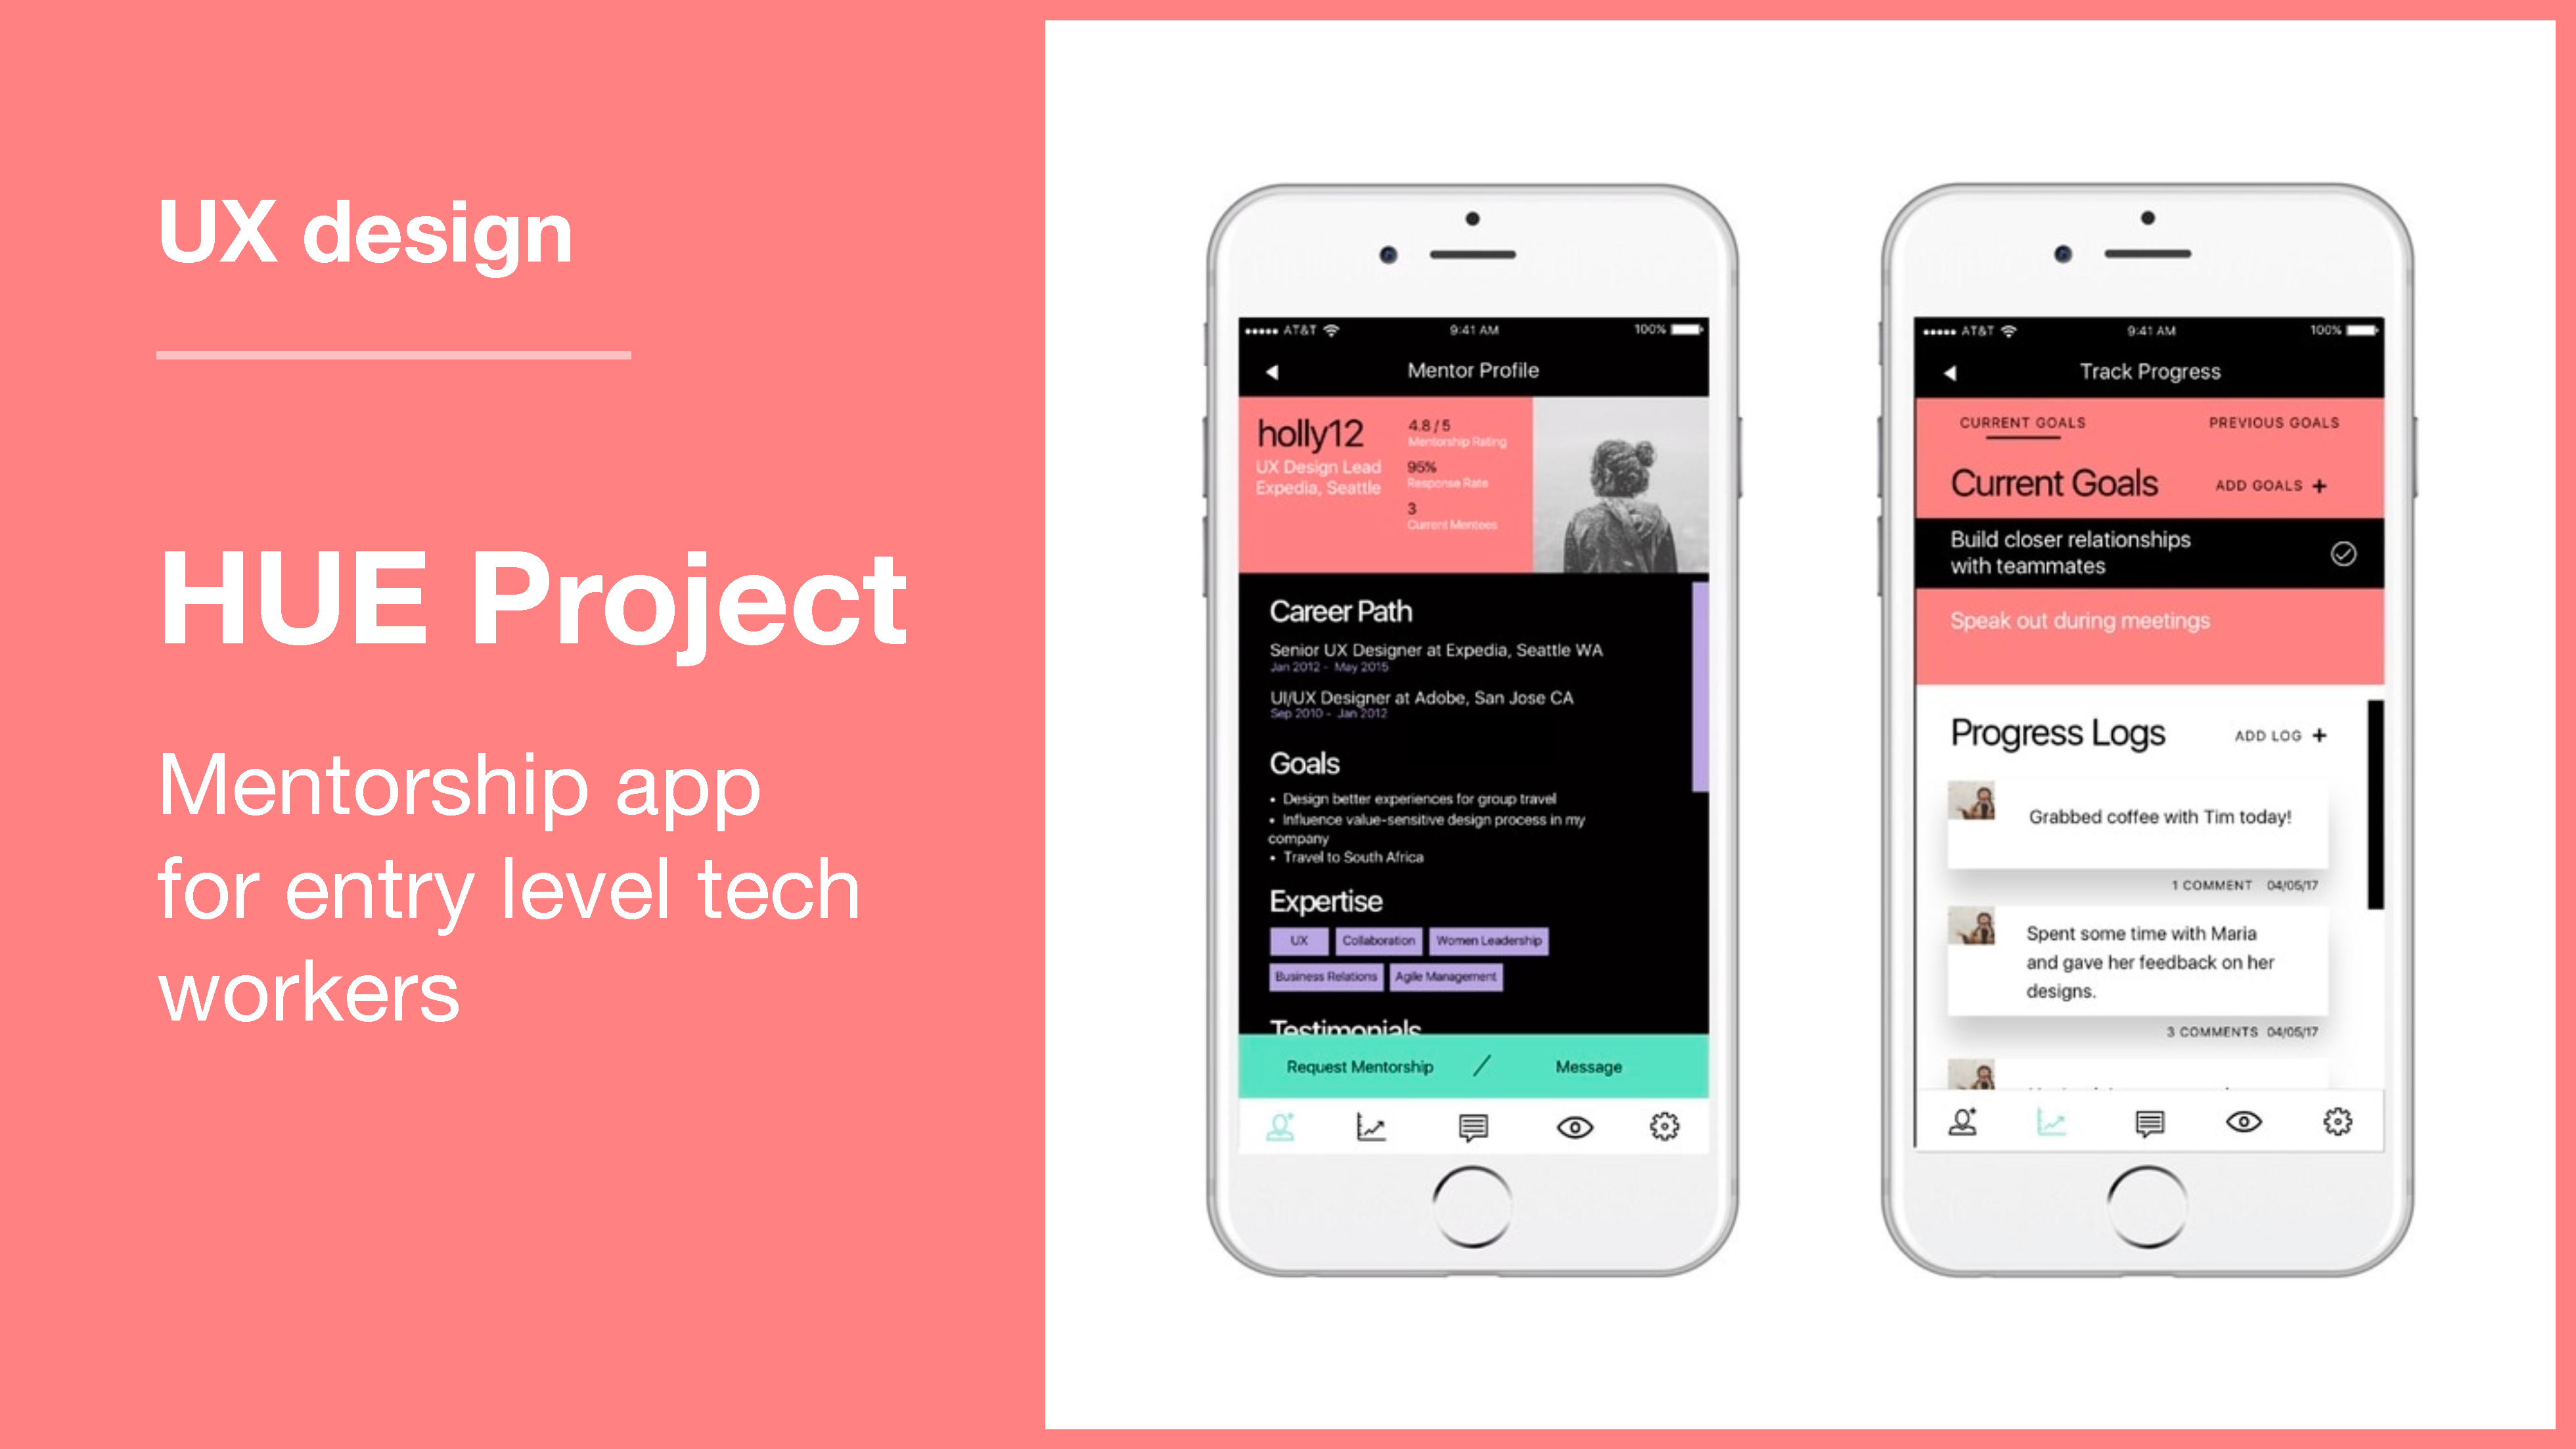 UX design
HUE Project
Mentorship app
for entry level tech
workers
AT&T
9:41 AM
100%
Mentor Profile
holly12
UX Design Lead
Expedia, Seattle
4.8 / 5
Mentorship Rating
95%
Response Rate
3
Current Mentees
Career Path
Senior UX Designer at Expedia, Seattle WA
Jan 2012 - May 2015
UI/UX Designer at Adobe, San Jose CA
Sep 2010 - Jan 2012
Goals
• Design better experiences for group travel
• Influence value-sensitive design process in my
company
• Travel to South Africa
Expertise
UX
Collaboration
Women Leadership
Business Relations
Agile Management
Testimonials
Request Mentorship / Message
AT&T
9:41 AM
100%
Track Progress
CURRENT GOALS
PREVIOUS GOALS
Current Goals
ADD GOALS +
Build closer relationships
with teammates
Speak out during meetings
Progress Logs
ADD LOG +
Grabbed coffee with Tim today!
1 COMMENT 04/05/17
Spent some time with Maria
and gave her feedback on her
designs.
3 COMMENTS 04/05/17